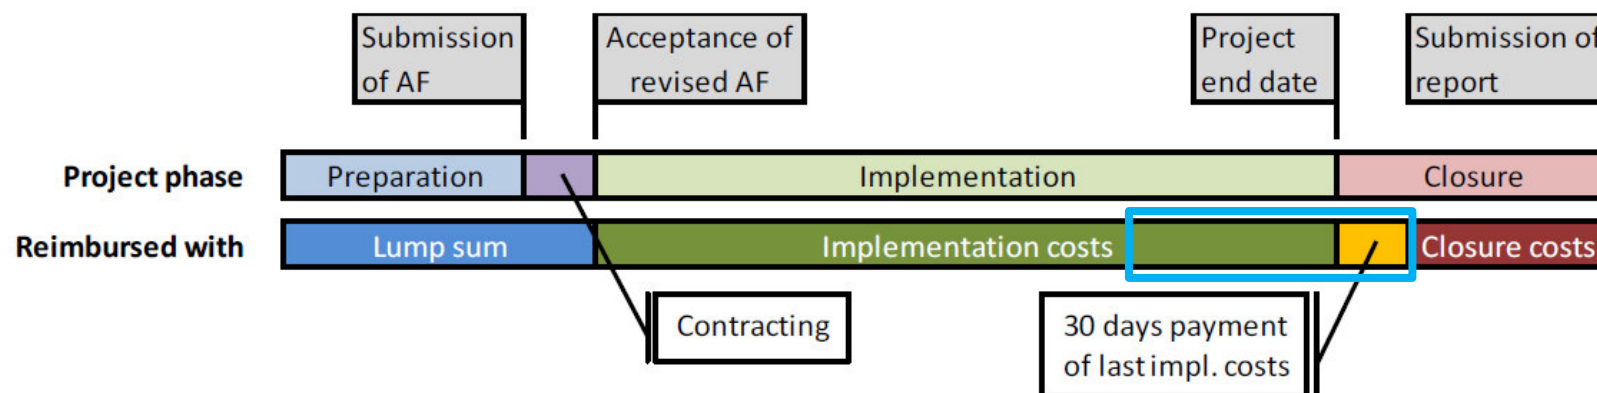 Submission
of AF
Acceptance of
revised AF
Project
end date
Submission of
report
Project phase
Preparation
Implementation
Closure
Reimbursed with
Lump sum
Implementation costs
Closure costs
Contracting
30 days payment
of last impl. costs